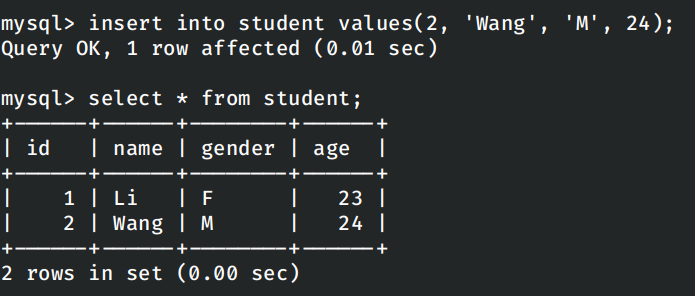 mysql> insert into student values(2, 'Wang', 'M', 24);
Query OK, 1 row affected (0.01 sec)

mysql> select * from student;
+------+------+--------+------+
| id   | name | gender | age  |
+------+------+--------+------+
|    1 | Li   | F      |   23 |
|    2 | Wang | M      |   24 |
+------+------+--------+------+
2 rows in set (0.00 sec)